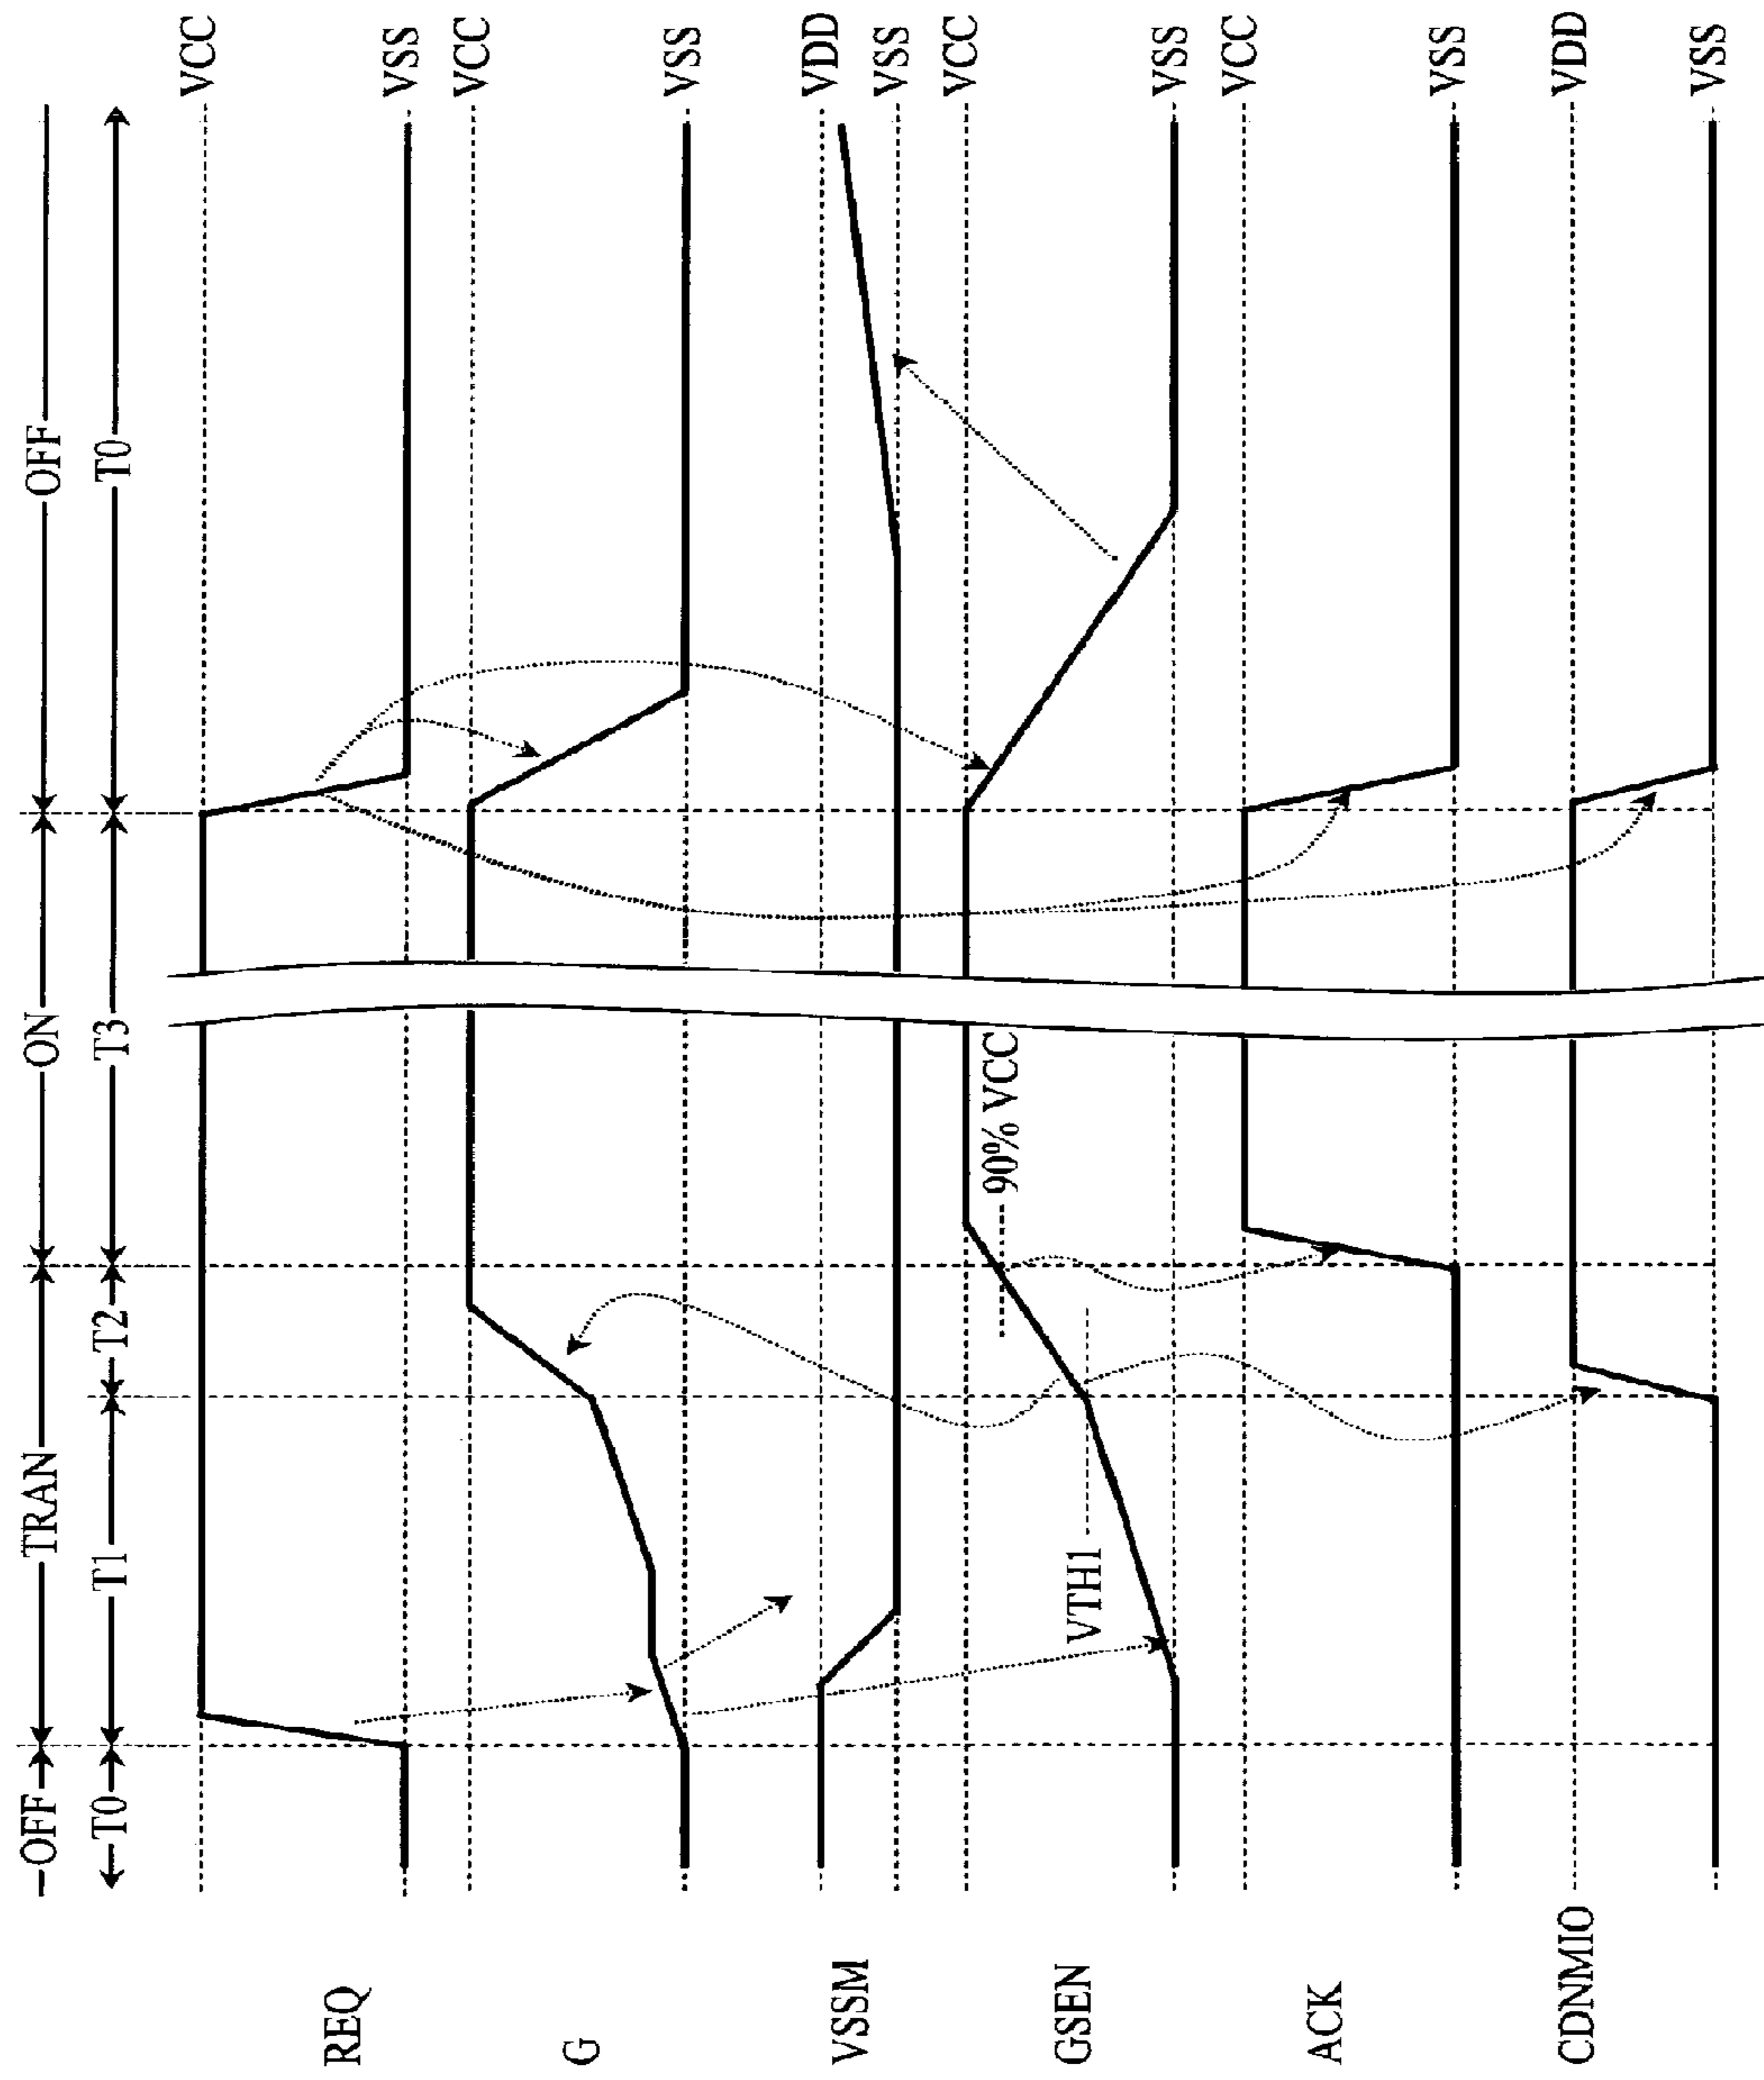 OFF TRAN ON OFF
T0 T1 T2 T3 T0
REQ VCC
VSS
G VCC
VSS
VSSM VDD
VSS
GSEN VCC
90% VCC
VTH1
VSS
ACK VCC
VSS
CDNMIO VDD
VSS